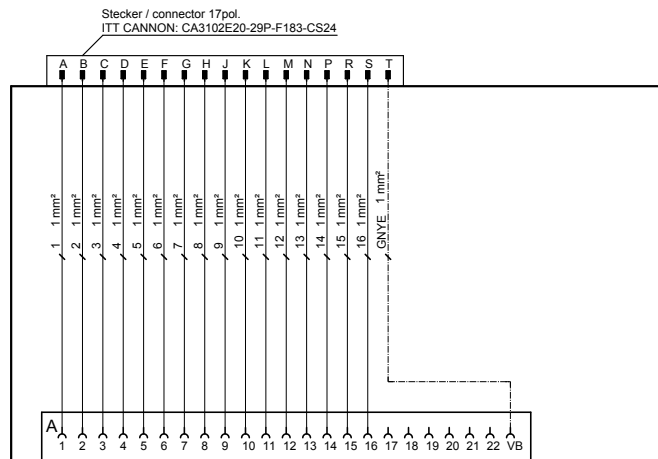 Stecker / connector 17pol.
ITT CANNON: CA3102E20-29P-F183-CS24
A B C D E F G H J K L M N P R S T
1 1 mm²
2 1 mm²
3 1 mm²
4 1 mm²
5 1 mm²
6 1 mm²
7 1 mm²
8 1 mm²
9 1 mm²
10 1 mm²
11 1 mm²
12 1 mm²
13 1 mm²
14 1 mm²
15 1 mm²
16 1 mm²
GNYE 1 mm²
A
1 2 3 4 5 6 7 8 9 10 11 12 13 14 15 16 17 18 19 20 21 22 VB